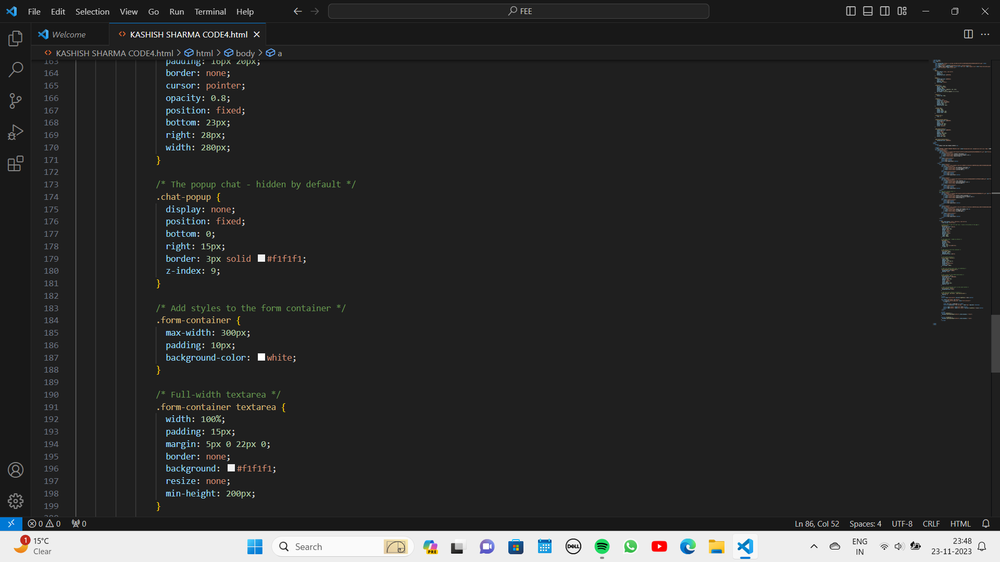 File Edit Selection View Go Run Terminal Help
FEE
Welcome
KASHISH SHARMA CODE4.html
KASHISH SHARMA CODE4.html > html > body > a
163 padding: 16px 20px;
164 border: none;
165 cursor: pointer;
166 opacity: 0.8;
167 position: fixed;
168 bottom: 23px;
169 right: 28px;
170 width: 280px;
171 }
172
173 /* The popup chat - hidden by default */
174 .chat-popup {
175 display: none;
176 position: fixed;
177 bottom: 0;
178 right: 15px;
179 border: 3px solid #f1f1f1;
180 z-index: 9;
181 }
182
183 /* Add styles to the form container */
184 .form-container {
185 max-width: 300px;
186 padding: 10px;
187 background-color: white;
188 }
189
190 /* Full-width textarea */
191 .form-container textarea {
192 width: 100%;
193 padding: 15px;
194 margin: 5px 0 22px 0;
195 border: none;
196 background: #f1f1f1;
197 resize: none;
198 min-height: 200px;
199 }
0 0 0
Ln 86, Col 52 Spaces: 4 UTF-8 CRLF HTML
1
15°C
Clear
Search
PRE
DELL
ENG
IN
23:48
23-11-2023